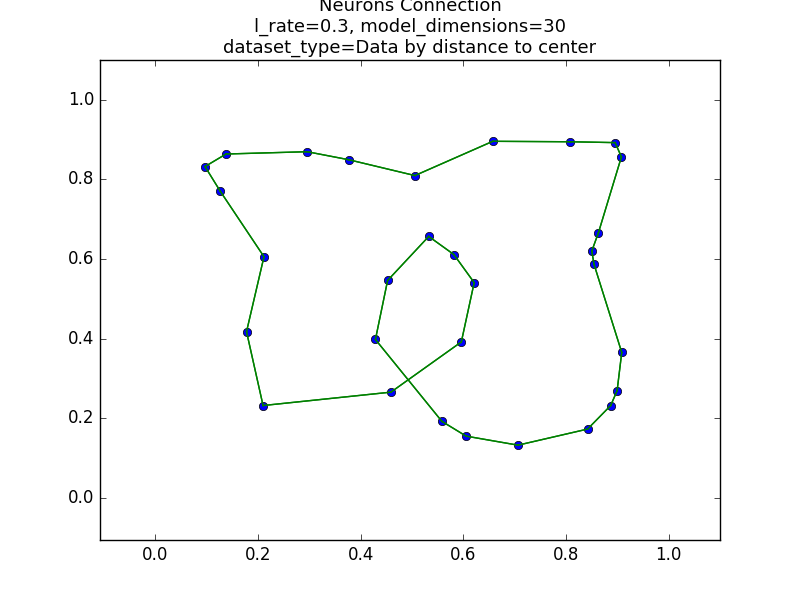 Neurons Connection
l_rate=0.3, model_dimensions=30
dataset_type=Data by distance to center
1.0
0.8
0.6
0.4
0.2
0.0
0.0 0.2 0.4 0.6 0.8 1.0